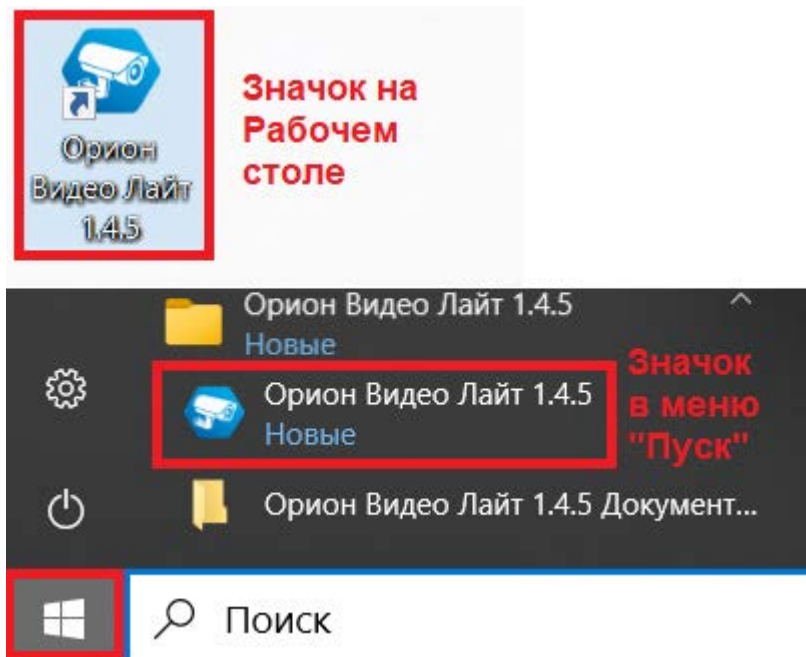 Орион
Видео Лайт
1.4.5
Значок на
Рабочем
столе
Орион Видео Лайт 1.4.5
Новые
Орион Видео Лайт 1.4.5
Новые
Значок
в меню
"Пуск"
Орион Видео Лайт 1.4.5 Документ...
Поиск